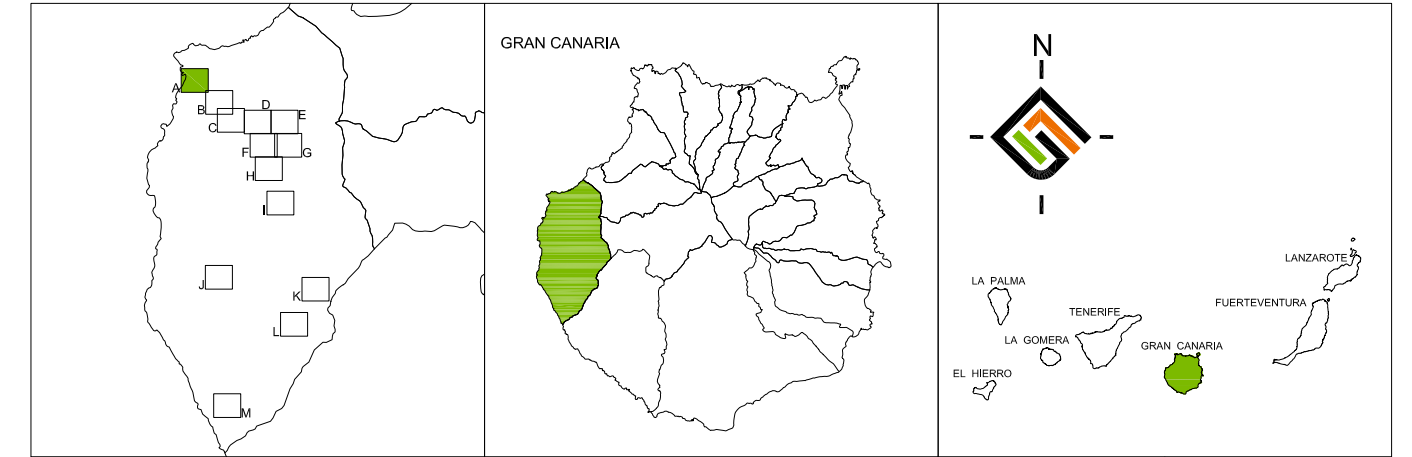 A
B
C
D
E
F
G
H
I
J
K
L
M
GRAN CANARIA
N
LANZAROTE
LA PALMA
FUERTEVENTURA
TENERIFE
LA GOMERA
GRAN CANARIA
EL HIERRO